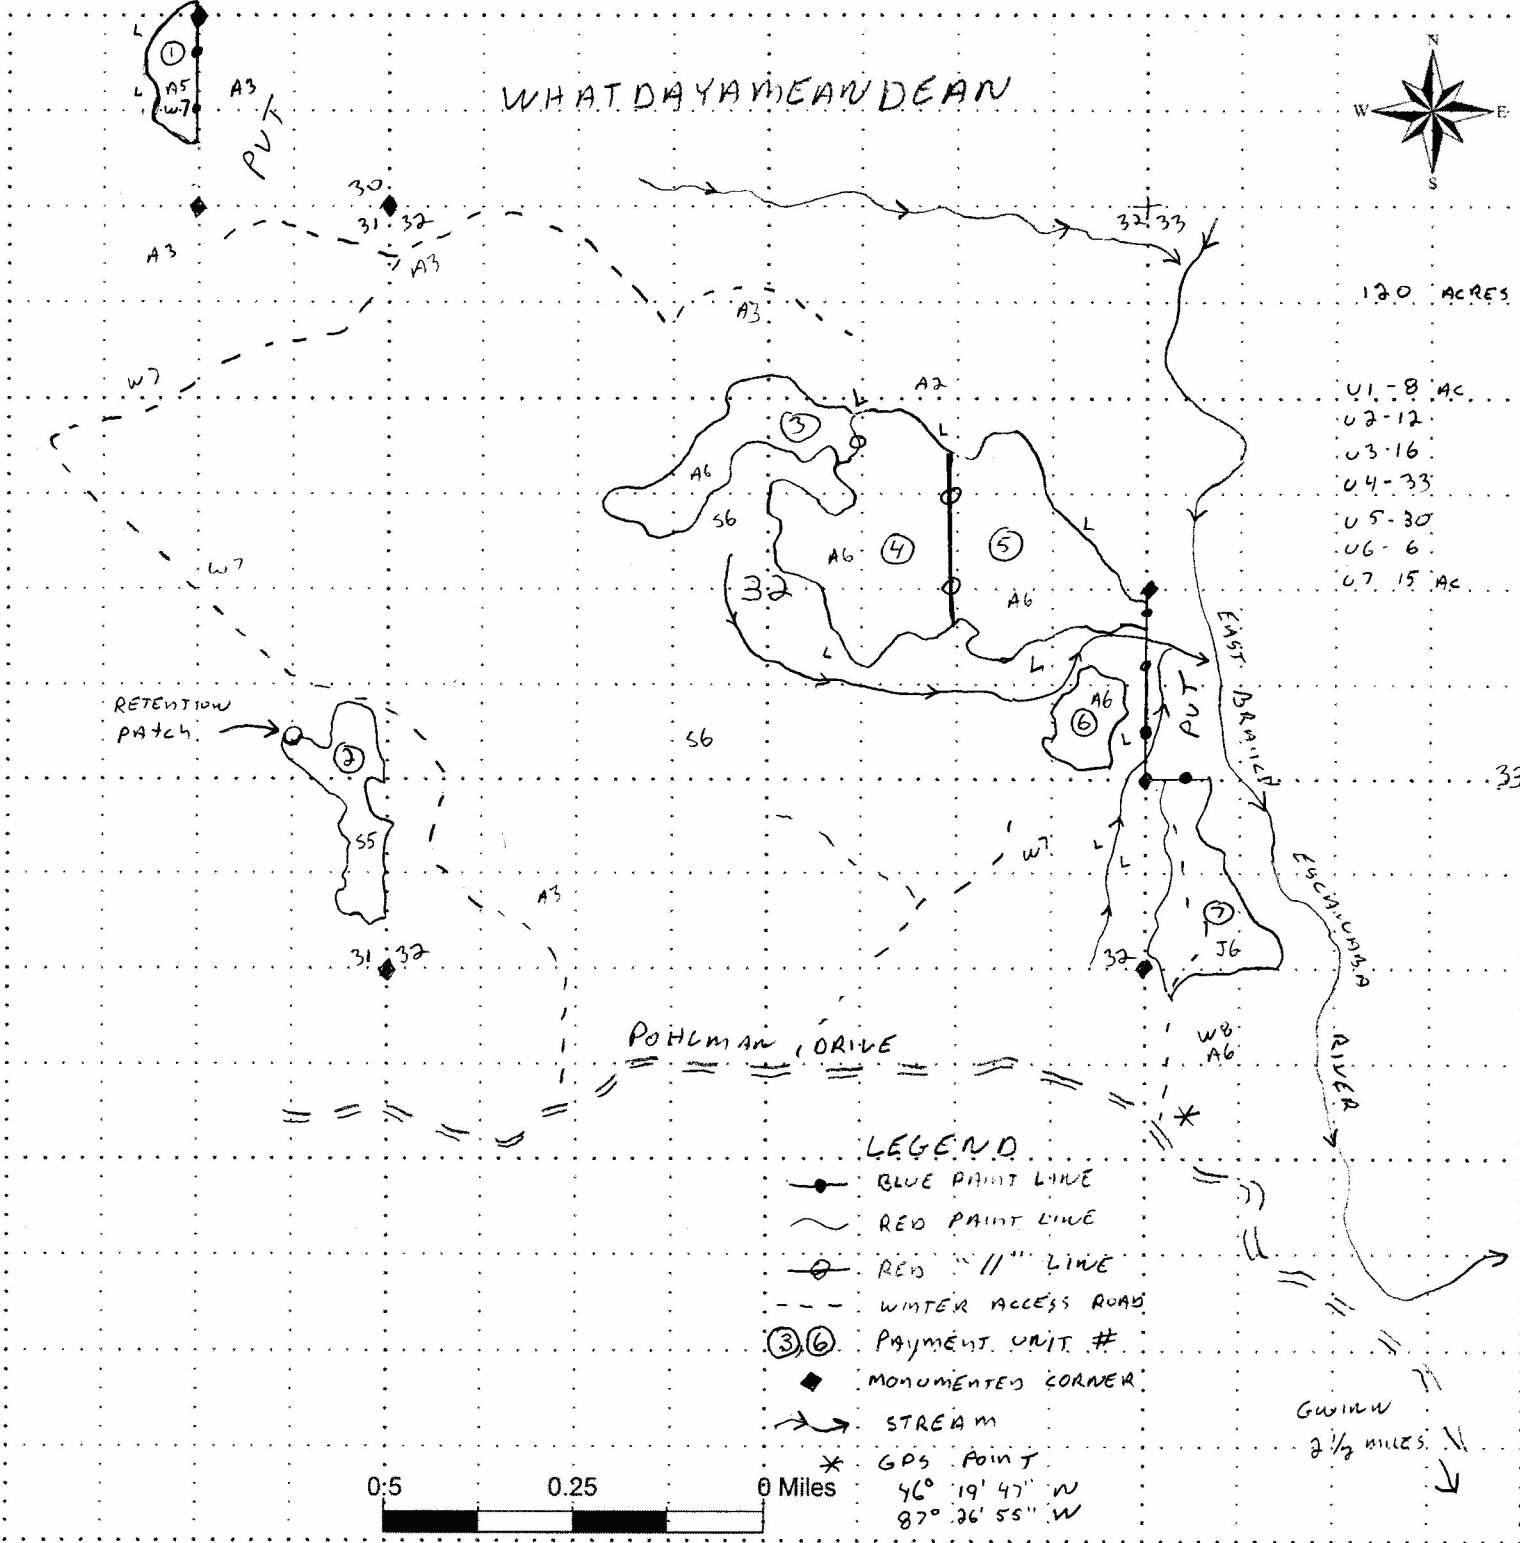 WHATDAYAMEANDEAN
N
W E
S
L
1
L
A5
W7
A3
PVT
30
31 32
32 33
A3
A3
A3
120 ACRES
W7
A2
U1-8 AC
U2-12
U3-16
U4-33
U5-30
U6-6
U7 15 AC
L
3
L
A6
S6
L
A6
4
5
A6
32
W7
L
L
EAST BRANCH
ESCANABA
RIVER
RETENTION
PATCH
2
S5
S6
A6
6
L
PVT
33
A3
W7
L
L
7
J6
31 32
32
W8
A6
POHLMAN DRIVE
LEGEND
BLUE PAINT LINE
RED PAINT LINE
RED "//" LINE
WINTER ACCESS ROAD
3,6 PAYMENT UNIT #
MONUMENTED CORNER
STREAM
GPS POINT
46° 19' 47" N
87° 26' 55" W
GWINN
2 1/2 MILES
0.5 0.25 0 Miles